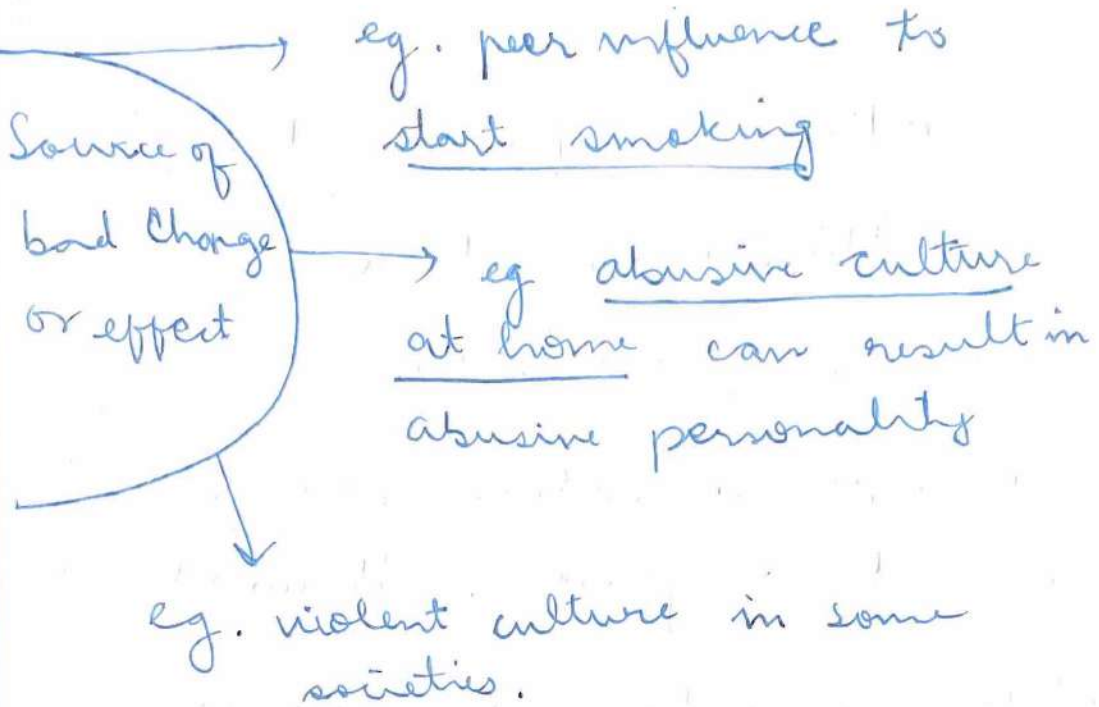 Source of
bad Change
or effect
eg. peer influence to
start smoking
eg abusive culture
at home can result in
abusive personality
eg. violent culture in some
societies.